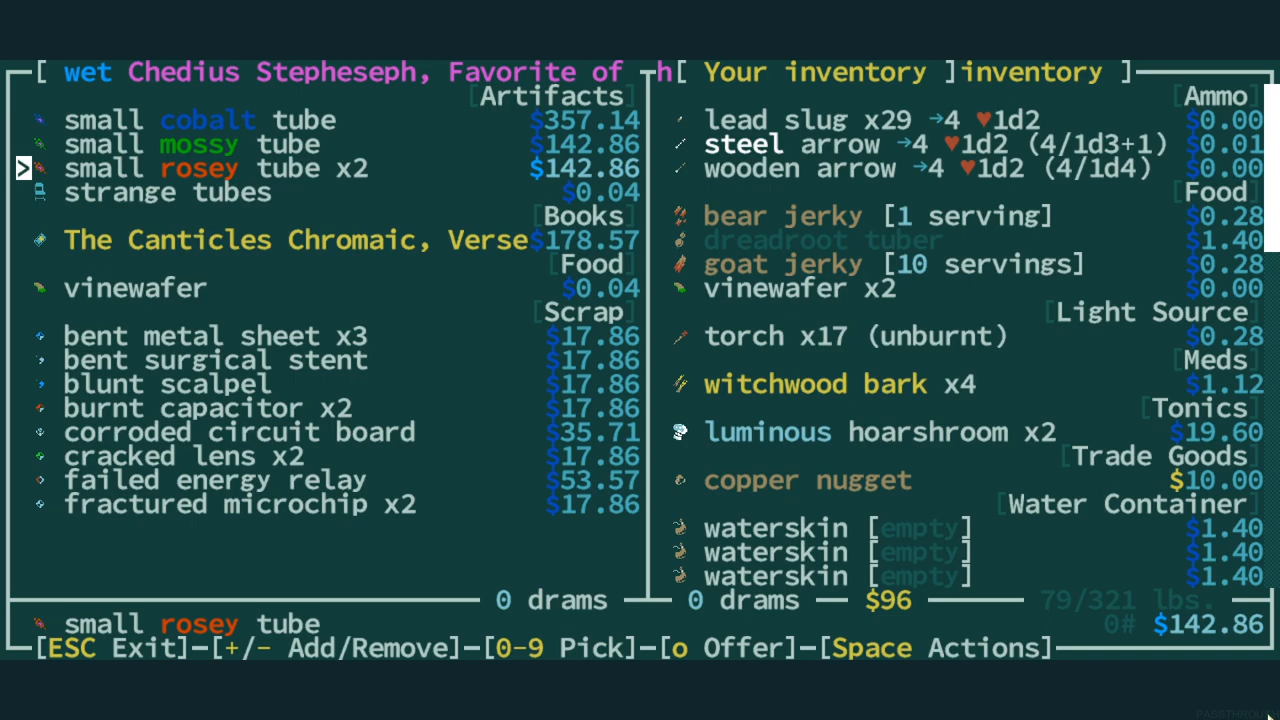 [ wet Chedius Stepheseph, Favorite of h[ Your inventory ]inventory ]
[Artifacts]
small cobalt tube $357.14
small mossy tube $142.86
> small rosey tube x2 $142.86
strange tubes $0.04
[Books]
The Canticles Chromaic, Verse $178.57
[Food]
vinewafer $0.04
[Scrap]
bent metal sheet x3 $17.86
bent surgical stent $17.86
blunt scalpel $17.86
burnt capacitor x2 $17.86
corroded circuit board $35.71
cracked lens x2 $17.86
failed energy relay $53.57
fractured microchip x2 $17.86
[Ammo]
lead slug x29 →4 ♥1d2 $0.00
steel arrow →4 ♥1d2 (4/1d3+1) $0.01
wooden arrow →4 ♥1d2 (4/1d4) $0.00
[Food]
bear jerky [1 serving] $0.28
dreadroot tuber $1.40
goat jerky [10 servings] $0.28
vinewafer x2 $0.00
[Light Source]
torch x17 (unburnt) $0.28
[Meds]
witchwood bark x4 $1.12
[Tonics]
luminous hoarshroom x2 $19.60
[Trade Goods]
copper nugget $10.00
[Water Container]
waterskin [empty] $1.40
waterskin [empty] $1.40
waterskin [empty] $1.40
0 drams 0 drams $96 79/321 lbs.
small rosey tube 0# $142.86
[ESC Exit]-[+/- Add/Remove]-[0-9 Pick]-[o Offer]-[Space Actions]